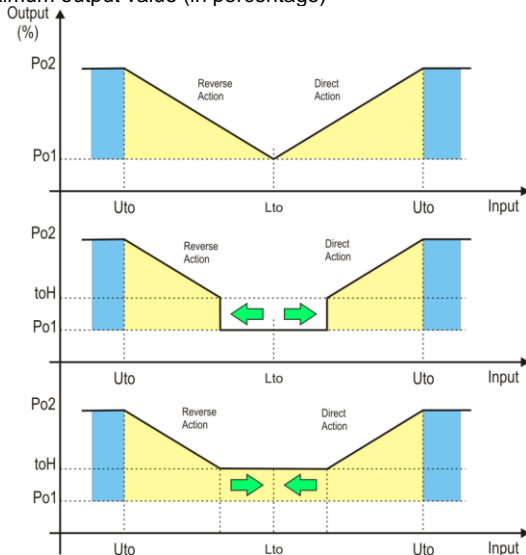 imum output value (in percentage)
Output
(%)
Po2
Reverse
Action
Direct
Action
Po1
Uto
Lto
Uto
Input
Po2
Reverse
Action
Direct
Action
toH
Po1
Uto
Lto
Uto
Input
Po2
Reverse
Action
Direct
Action
toH
Po1
Uto
Lto
Uto
Input